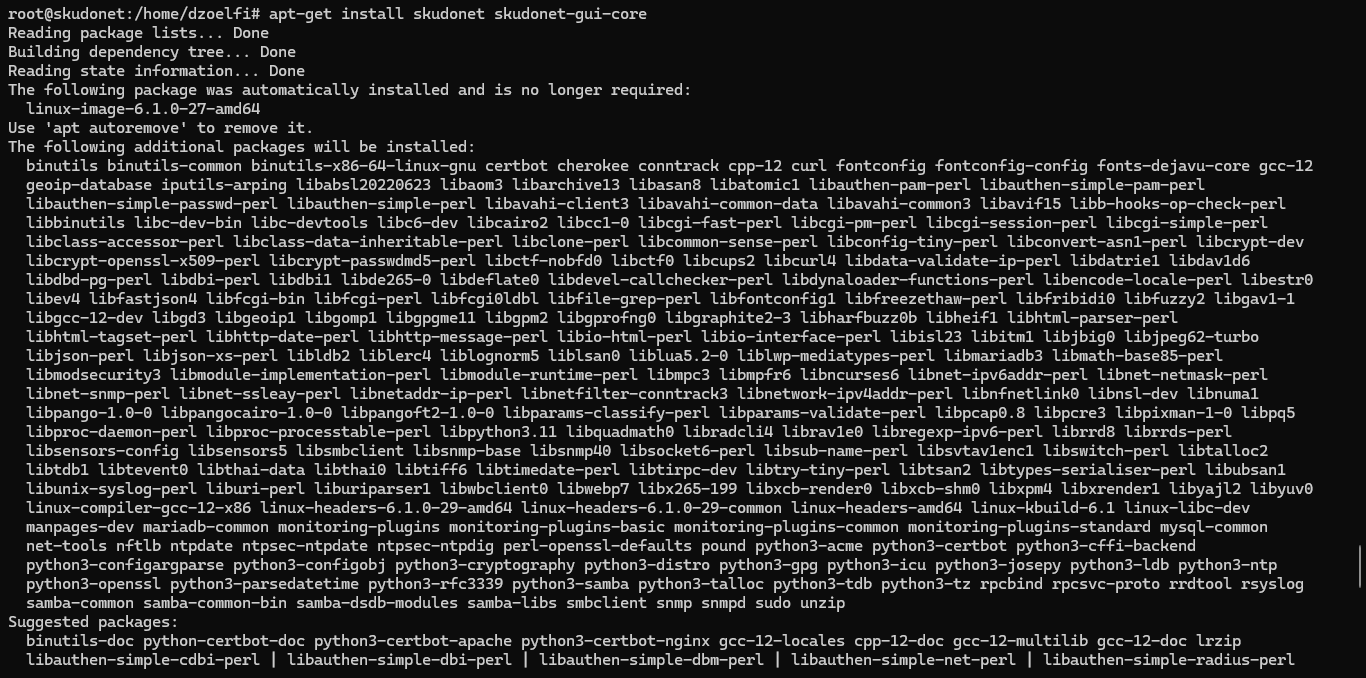 root@skudonet:/home/dzoelfi# apt-get install skudonet skudonet-gui-core
Reading package lists... Done
Building dependency tree... Done
Reading state information... Done
The following package was automatically installed and is no longer required:
  linux-image-6.1.0-27-amd64
Use 'apt autoremove' to remove it.
The following additional packages will be installed:
  binutils binutils-common binutils-x86-64-linux-gnu certbot cherokee conntrack cpp-12 curl fontconfig fontconfig-config fonts-dejavu-core gcc-12
  geoip-database iputils-arping libabsl20220623 libaom3 libarchive13 libasan8 libatomic1 libauthen-pam-perl libauthen-simple-pam-perl
  libauthen-simple-passwd-perl libauthen-simple-perl libavahi-client3 libavahi-common-data libavahi-common3 libavif15 libb-hooks-op-check-perl
  libbinutils libc-dev-bin libc-devtools libc6-dev libcairo2 libcc1-0 libcgi-fast-perl libcgi-pm-perl libcgi-session-perl libcgi-simple-perl
  libclass-accessor-perl libclass-data-inheritable-perl libclone-perl libcommon-sense-perl libconfig-tiny-perl libconvert-asn1-perl libcrypt-dev
  libcrypt-openssl-x509-perl libcrypt-passwdmd5-perl libctf-nobfd0 libctf0 libcups2 libcurl4 libdata-validate-ip-perl libdatrie1 libdav1d6
  libdbd-pg-perl libdbi-perl libdbi1 libde265-0 libdeflate0 libdevel-callchecker-perl libdynaloader-functions-perl libencode-locale-perl libestr0
  libev4 libfastjson4 libfcgi-bin libfcgi-perl libfcgi0ldbl libfile-grep-perl libfontconfig1 libfreezethaw-perl libfribidi0 libfuzzy2 libgav1-1
  libgcc-12-dev libgd3 libgeoip1 libgomp1 libgpgme11 libgpm2 libgprofng0 libgraphite2-3 libharfbuzz0b libheif1 libhtml-parser-perl
  libhtml-tagset-perl libhttp-date-perl libhttp-message-perl libio-html-perl libio-interface-perl libisl23 libitm1 libjbig0 libjpeg62-turbo
  libjson-perl libjson-xs-perl libldb2 liblerc4 liblognorm5 liblsan0 liblua5.2-0 liblwp-mediatypes-perl libmariadb3 libmath-base85-perl
  libmodsecurity3 libmodule-implementation-perl libmodule-runtime-perl libmpc3 libmpfr6 libncurses6 libnet-ipv6addr-perl libnet-netmask-perl
  libnet-snmp-perl libnet-ssleay-perl libnetaddr-ip-perl libnetfilter-conntrack3 libnetwork-ipv4addr-perl libnfnetlink0 libnsl-dev libnuma1
  libpango-1.0-0 libpangocairo-1.0-0 libpangoft2-1.0-0 libparams-classify-perl libparams-validate-perl libpcap0.8 libpcre3 libpixman-1-0 libpq5
  libproc-daemon-perl libproc-processtable-perl libpython3.11 libquadmath0 libradcli4 librav1e0 libregexp-ipv6-perl librrd8 librrds-perl
  libsensors-config libsensors5 libsmbclient libsnmp-base libsnmp40 libsocket6-perl libsub-name-perl libsvtav1enc1 libswitch-perl libtalloc2
  libtdb1 libtevent0 libthai-data libthai0 libtiff6 libtimedate-perl libtirpc-dev libtry-tiny-perl libtsan2 libtypes-serialiser-perl libubsan1
  libunix-syslog-perl liburi-perl liburiparser1 libwbclient0 libwebp7 libx265-199 libxcb-render0 libxcb-shm0 libxpm4 libxrender1 libyajl2 libyuv0
  linux-compiler-gcc-12-x86 linux-headers-6.1.0-29-amd64 linux-headers-6.1.0-29-common linux-headers-amd64 linux-kbuild-6.1 linux-libc-dev
  manpages-dev mariadb-common monitoring-plugins monitoring-plugins-basic monitoring-plugins-common monitoring-plugins-standard mysql-common
  net-tools nftlb ntpdate ntpsec-ntpdate ntpsec-ntpdig perl-openssl-defaults pound python3-acme python3-certbot python3-cffi-backend
  python3-configargparse python3-configobj python3-cryptography python3-distro python3-gpg python3-icu python3-josepy python3-ldb python3-ntp
  python3-openssl python3-parsedatetime python3-rfc3339 python3-samba python3-talloc python3-tdb python3-tz rpcbind rpcsvc-proto rrdtool rsyslog
  samba-common samba-common-bin samba-dsdb-modules samba-libs smbclient snmp snmpd sudo unzip
Suggested packages:
  binutils-doc python-certbot-doc python3-certbot-apache python3-certbot-nginx gcc-12-locales cpp-12-doc gcc-12-multilib gcc-12-doc lrzip
  libauthen-simple-cdbi-perl | libauthen-simple-dbi-perl | libauthen-simple-dbm-perl | libauthen-simple-net-perl | libauthen-simple-radius-perl